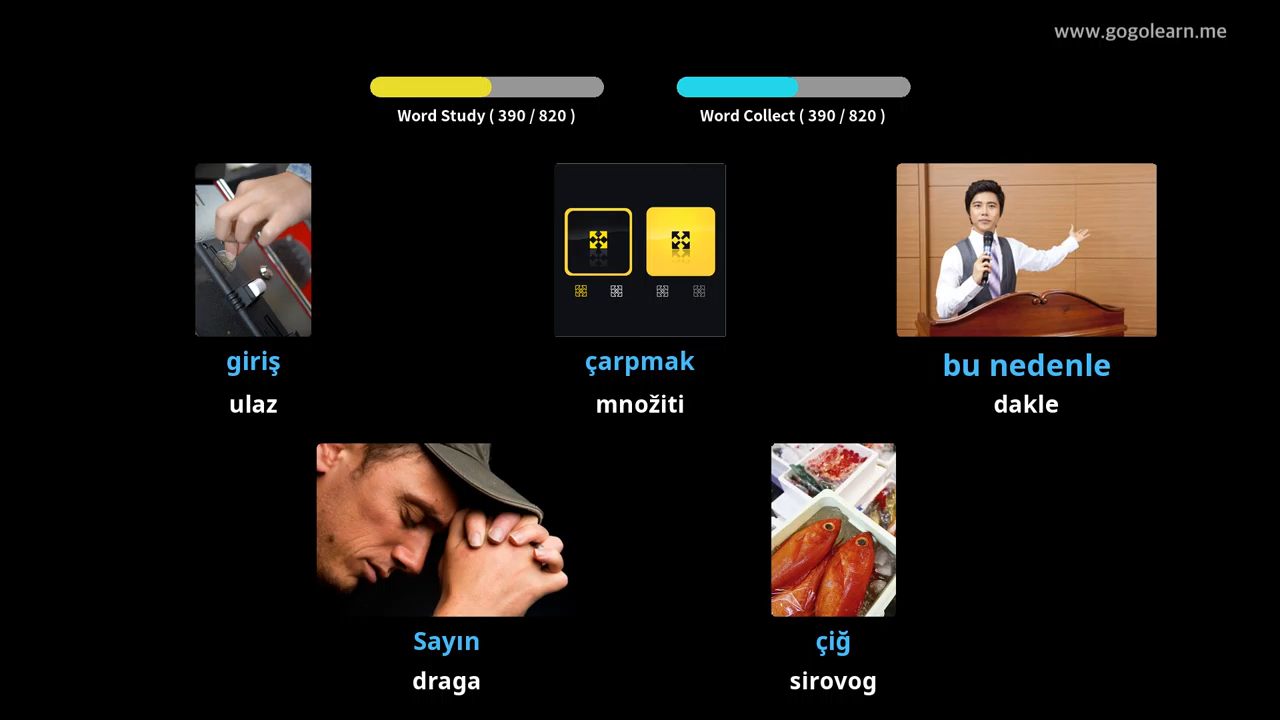 www.gogolearn.me
Word Study ( 390 / 820 )
Word Collect ( 390 / 820 )
giriş
ulaz
çarpmak
množiti
bu nedenle
dakle
Sayın
draga
çiğ
sirovog